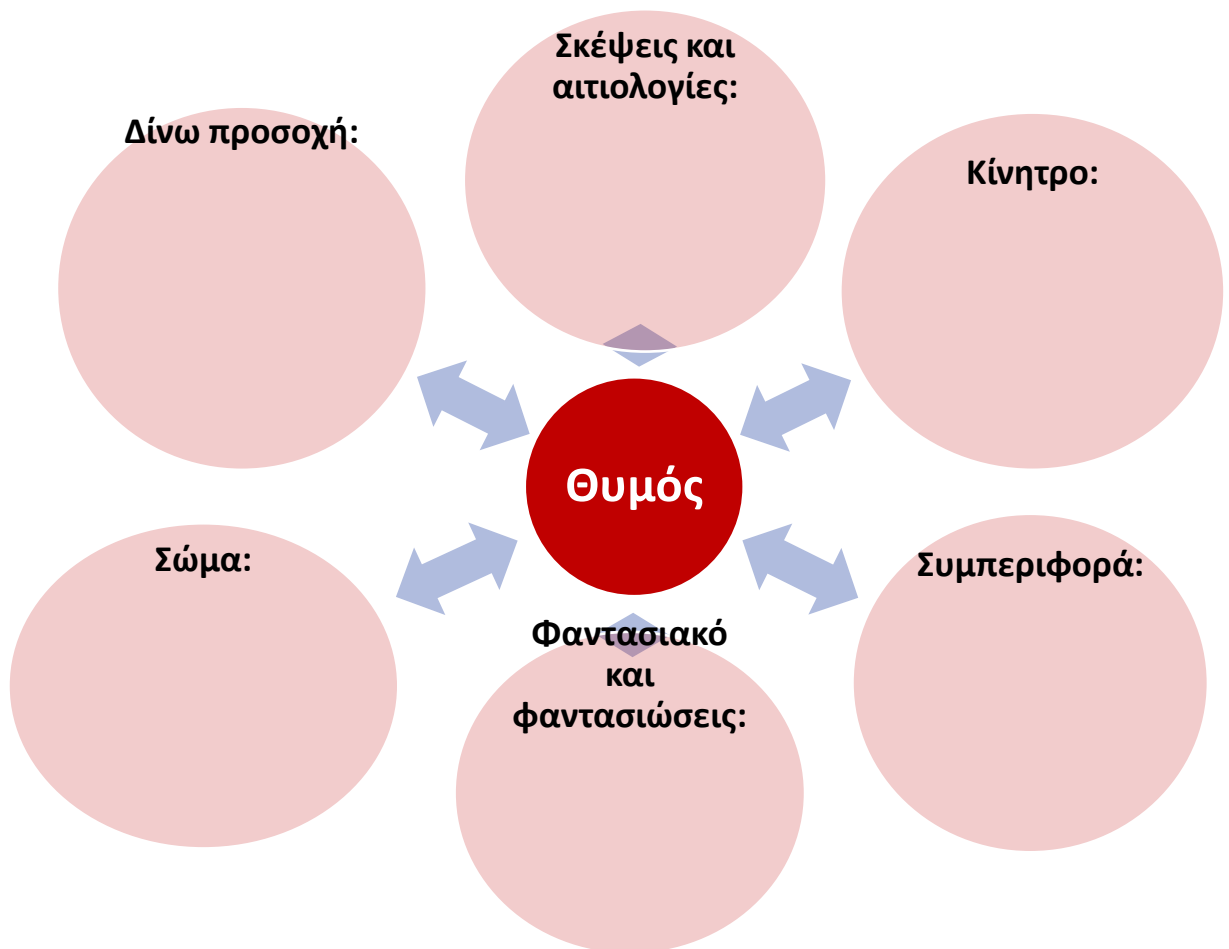 Σκέψεις και
αιτιολογίες:
Δίνω προσοχή:
Κίνητρο:
Θυμός
Σώμα:
Συμπεριφορά:
Φαντασιακό
και
φαντασιώσεις: